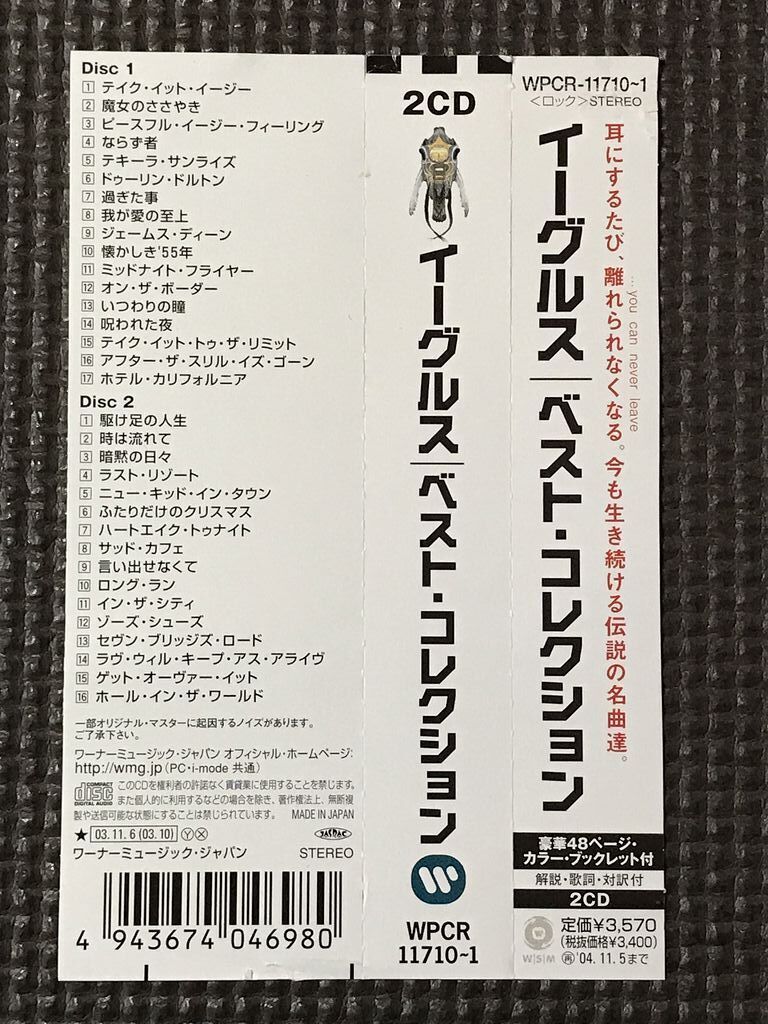 Disc 1
1 テイク・イット・イージー
2 魔女のささやき
3 ピースフル・イージー・フィーリング
4 ならず者
5 テキーラ・サンライズ
6 ドゥーリン・ドルトン
7 過ぎた事
8 我が愛の至上
9 ジェームス・ディーン
10 懐かしき'55年
11 ミッドナイト・フライヤー
12 オン・ザ・ボーダー
13 いつわりの瞳
14 呪われた夜
15 テイク・イット・トゥ・ザ・リミット
16 アフター・ザ・スリル・イズ・ゴーン
17 ホテル・カリフォルニア
Disc 2
1 駆け足の人生
2 時は流れて
3 暗黙の日々
4 ラスト・リゾート
5 ニュー・キッド・イン・タウン
6 ふたりだけのクリスマス
7 ハートエイク・トゥナイト
8 サッド・カフェ
9 言い出せなくて
10 ロング・ラン
11 イン・ザ・シティ
12 ゾーズ・シューズ
13 セヴン・ブリッジズ・ロード
14 ラヴ・ウィル・キープ・アス・アライヴ
15 ゲット・オーヴァー・イット
16 ホール・イン・ザ・ワールド
一部オリジナル・マスターに起因するノイズがあります。
ご了承下さい。
ワーナーミュージック・ジャパン オフィシャル・ホームページ:
http://wmg.jp (PC・i-mode 共通)
COMPACT disc DIGITAL AUDIO
このCDを権利者の許諾なく賃貸業に使用することを禁じます。
また個人的に利用するなどの場合を除き、著作権法上、無断複
製や送信可能な状態にすることは禁じられています。 MADE IN JAPAN
★ 03.11.6 (03.10) Ⓨ Ⓧ JASRAC
ワーナーミュージック・ジャパン STEREO
4 943674 046980
2CD
イーグルス│ベスト・コレクション
WPCR
11710~1
WPCR-11710~1
<ロック>STEREO
耳にするたび、離れられなくなる。今も生き続ける伝説の名曲達。
...you can never leave
イーグルス│ベスト・コレクション
豪華48ページ・
カラー・ブックレット付
解説・歌詞・対訳付
2CD
定価¥3,570
(税抜価格¥3,400)
W|S|M
㊢'04.11.5まで